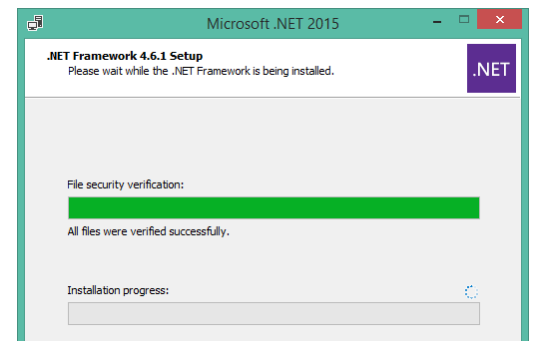 Microsoft .NET 2015
.NET Framework 4.6.1 Setup
Please wait while the .NET Framework is being installed.
.NET
File security verification:
All files were verified successfully.
Installation progress: